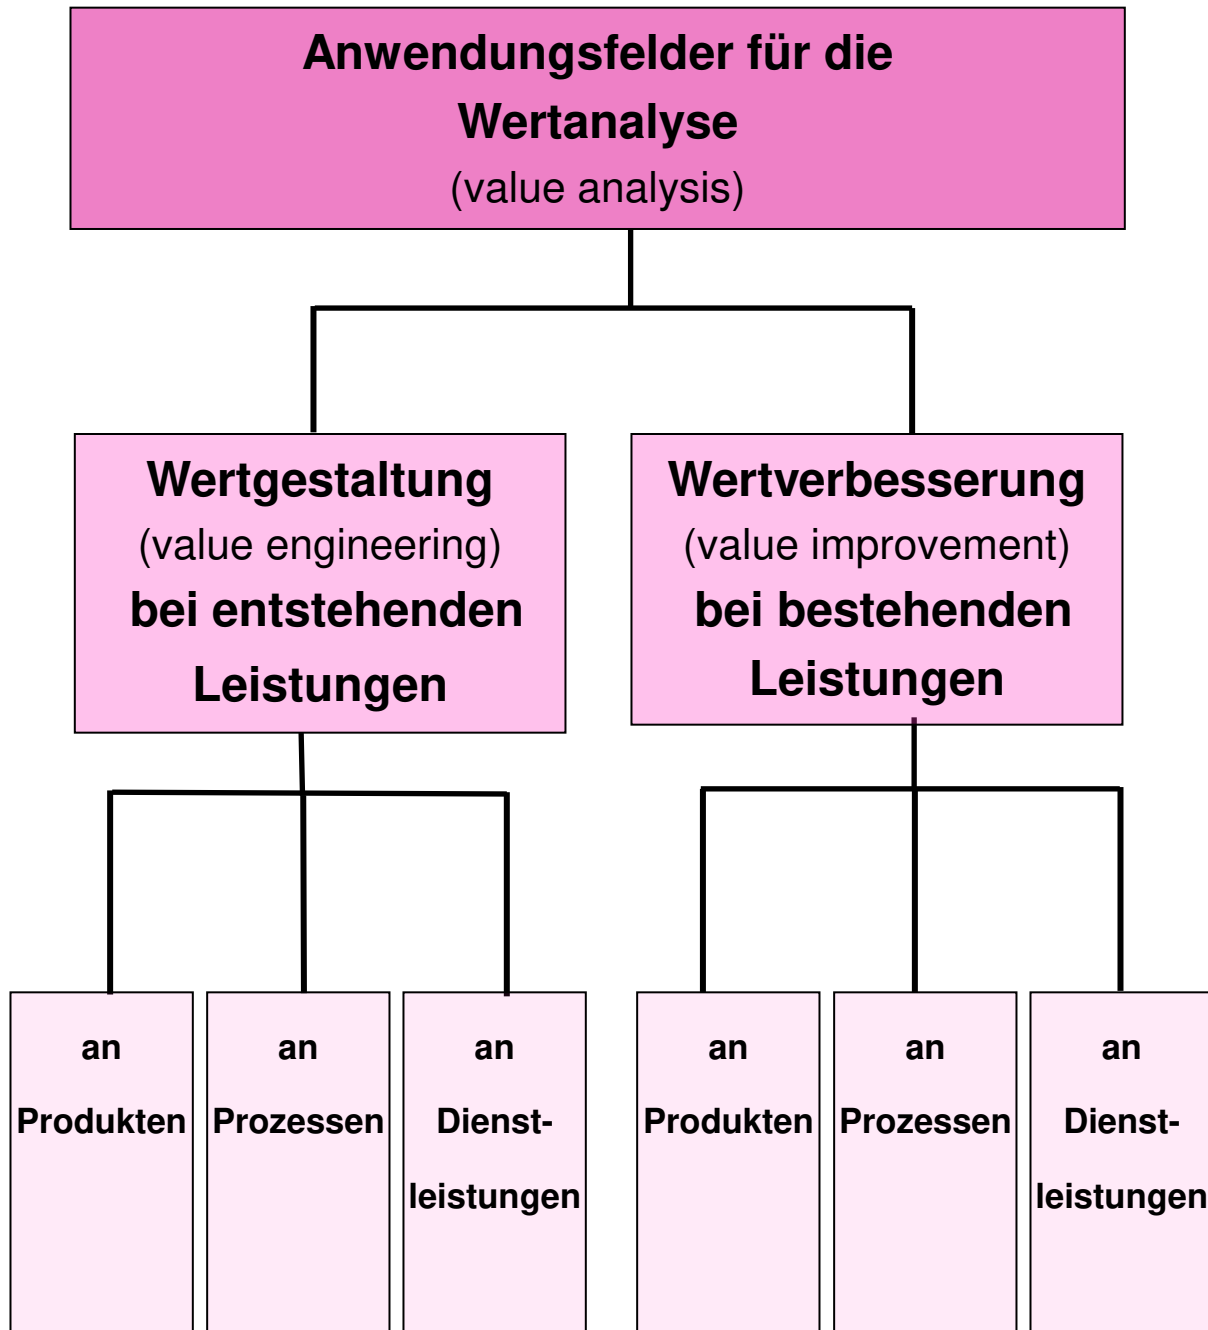 Anwendungsfelder für die
Wertanalyse
(value analysis)
Wertgestaltung
(value engineering)
bei entstehenden
Leistungen
Wertverbesserung
(value improvement)
bei bestehenden
Leistungen
an
Produkten
an
Prozessen
an
Dienst-
leistungen
an
Produkten
an
Prozessen
an
Dienst-
leistungen